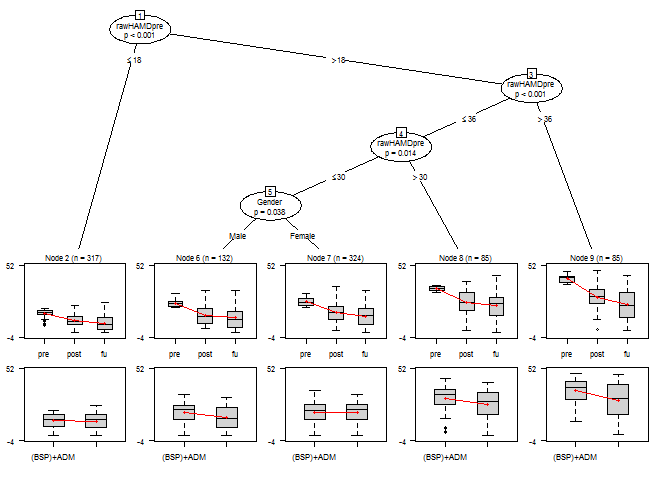 1
rawHAMDpre
p < 0.001
≤ 18
>18
3
rawHAMDpre
p < 0.001
≤ 36
> 36
4
rawHAMDpre
p = 0.014
≤30
> 30
5
Gender
p = 0.038
Male
Female
Node 2 (n = 317)
Node 6 (n = 132)
Node 7 (n = 324)
Node 8 (n = 85)
Node 9 (n = 85)
52
52
52
52
52
-4
-4
-4
-4
-4
pre post fu
pre post fu
pre post fu
pre post fu
pre post fu
52
52
52
52
52
-4
-4
-4
-4
-4
(BSP)+ADM
(BSP)+ADM
(BSP)+ADM
(BSP)+ADM
(BSP)+ADM